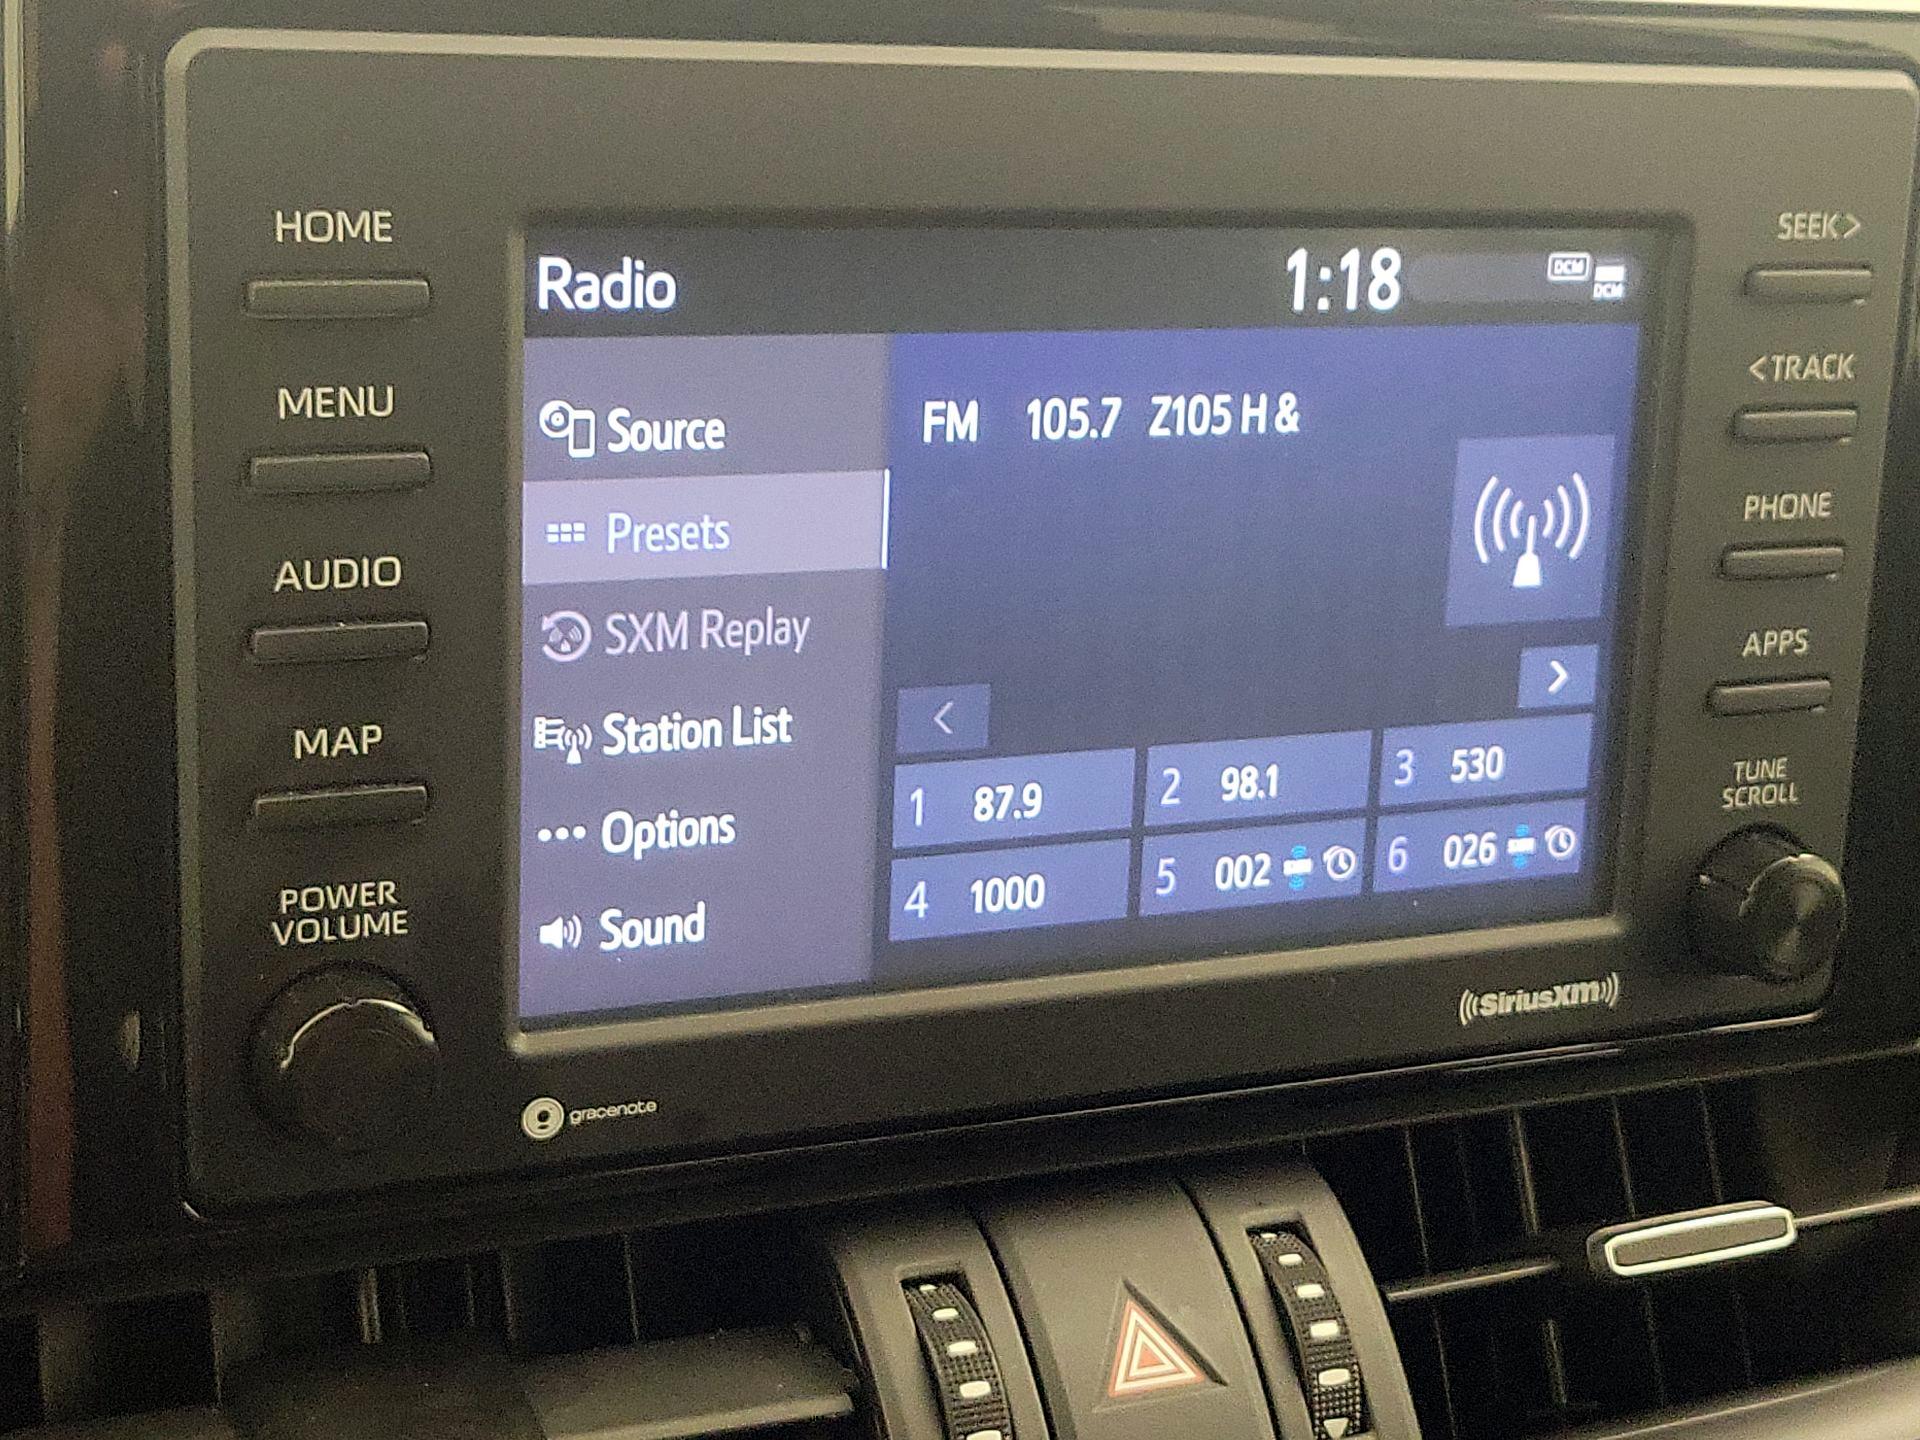 HOME
MENU
AUDIO
MAP
POWER
VOLUME
Radio
1:18
DCM
DCM
Source
Presets
SXM Replay
Station List
Options
Sound
FM 105.7 Z105 H &
<
>
1 87.9
2 98.1
3 530
4 1000
5 002
6 026
SEEK>
<TRACK
PHONE
APPS
TUNE
SCROLL
gracenote
((SiriusXm))